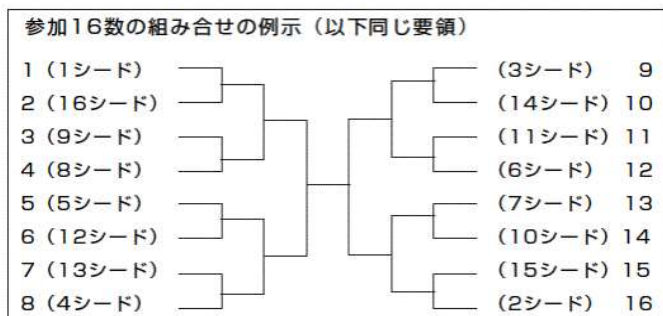 参加16数の組み合せの例示（以下同じ要領）
1（1シード）
2（16シード）
3（9シード）
4（8シード）
5（5シード）
6（12シード）
7（13シード）
8（4シード）
（3シード） 9
（14シード）10
（11シード）11
（6シード） 12
（7シード） 13
（10シード）14
（15シード）15
（2シード） 16